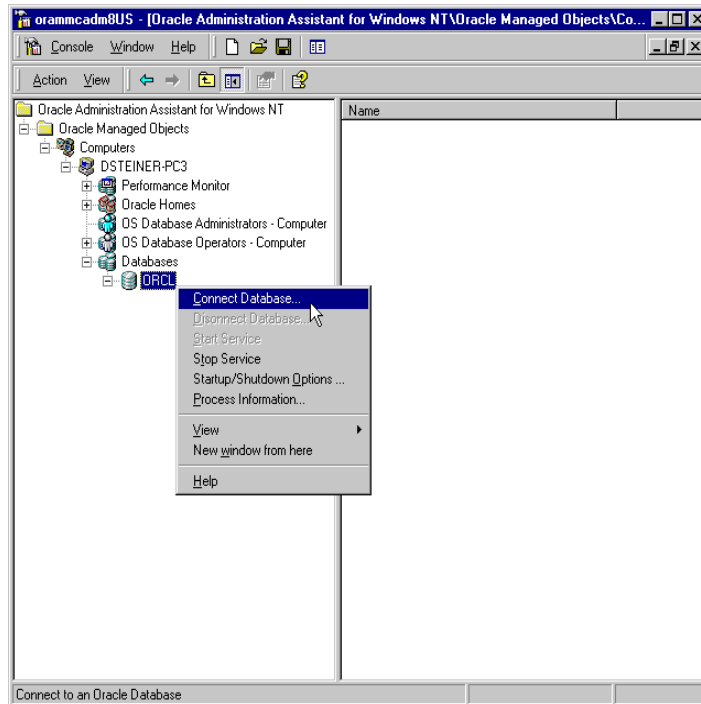 orammcadm8US - [Oracle Administration Assistant for Windows NT\Oracle Managed Objects\Co...
Console Window Help
Action View
Oracle Administration Assistant for Windows NT
Oracle Managed Objects
Computers
DSTEINER-PC3
Performance Monitor
Oracle Homes
OS Database Administrators - Computer
OS Database Operators - Computer
Databases
ORCL
Connect Database...
Disonnect Database...
Start Service
Stop Service
Startup/Shutdown Options ...
Process Information...
View
New window from here
Help
Name
Connect to an Oracle Database